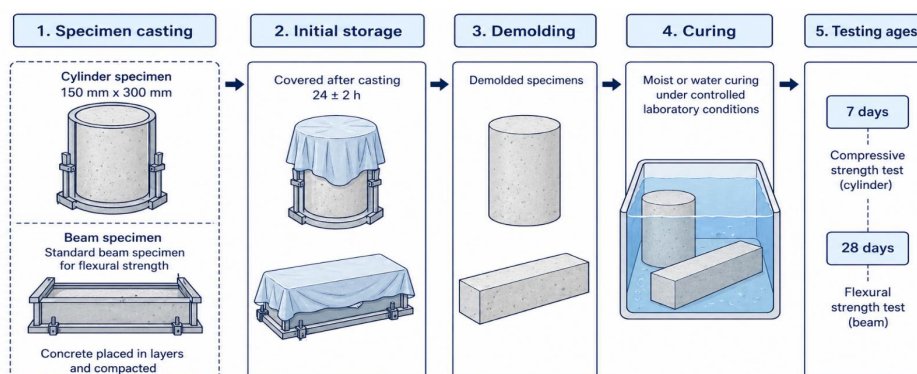 1. Specimen casting
Cylinder specimen
150 mm x 300 mm
Beam specimen
Standard beam specimen
for flexural strength
Concrete placed in layers
and compacted
2. Initial storage
Covered after casting
24 ± 2 h
3. Demolding
Demolded specimens
4. Curing
Moist or water curing
under controlled
laboratory conditions
5. Testing ages
7 days
Compressive
strength test
(cylinder)
28 days
Flexural
strength test
(beam)